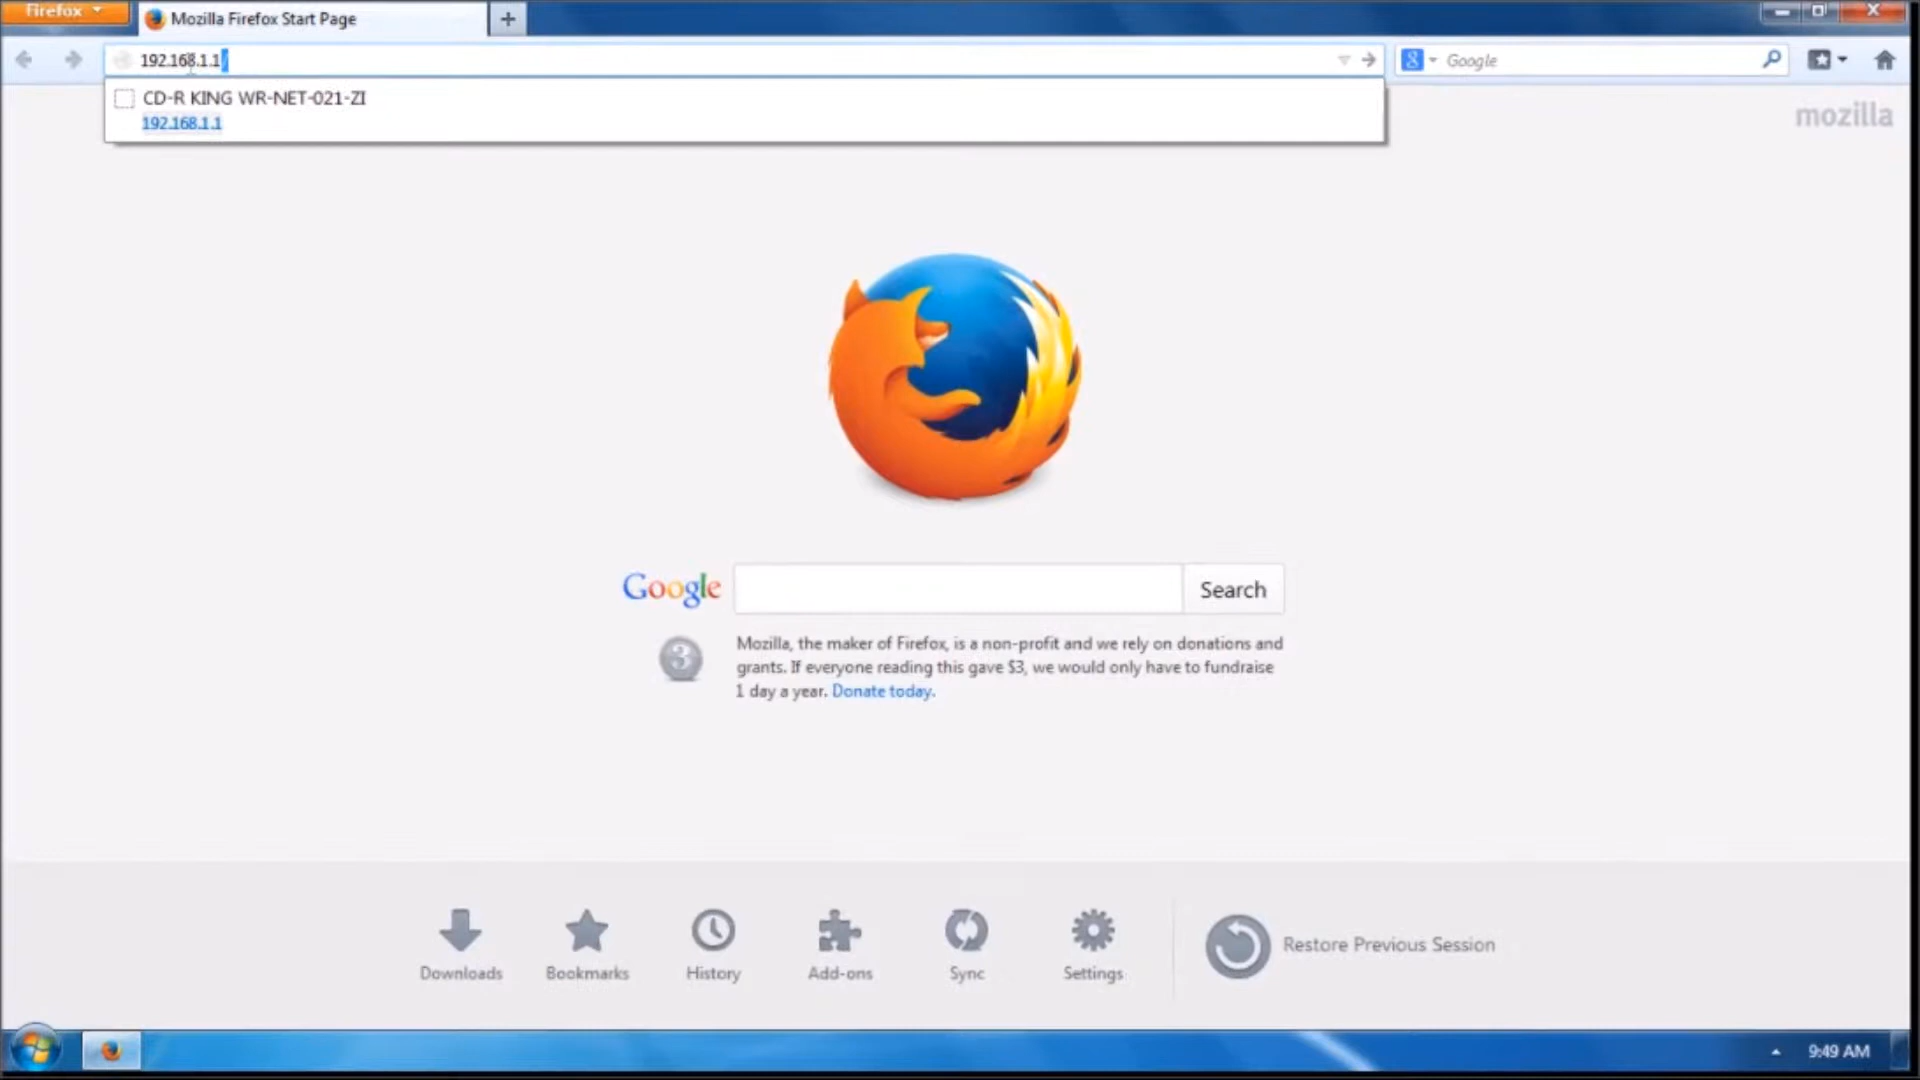 Firefox
Mozilla Firefox Start Page
192.168.1.1/
Google
CD-R KING WR-NET-021-ZI
192.168.1.1
mozilla
Google
Search
3
Mozilla, the maker of Firefox, is a non-profit and we rely on donations and
grants. If everyone reading this gave $3, we would only have to fundraise
1 day a year. Donate today.
Downloads
Bookmarks
History
Add-ons
Sync
Settings
Restore Previous Session
9:49 AM